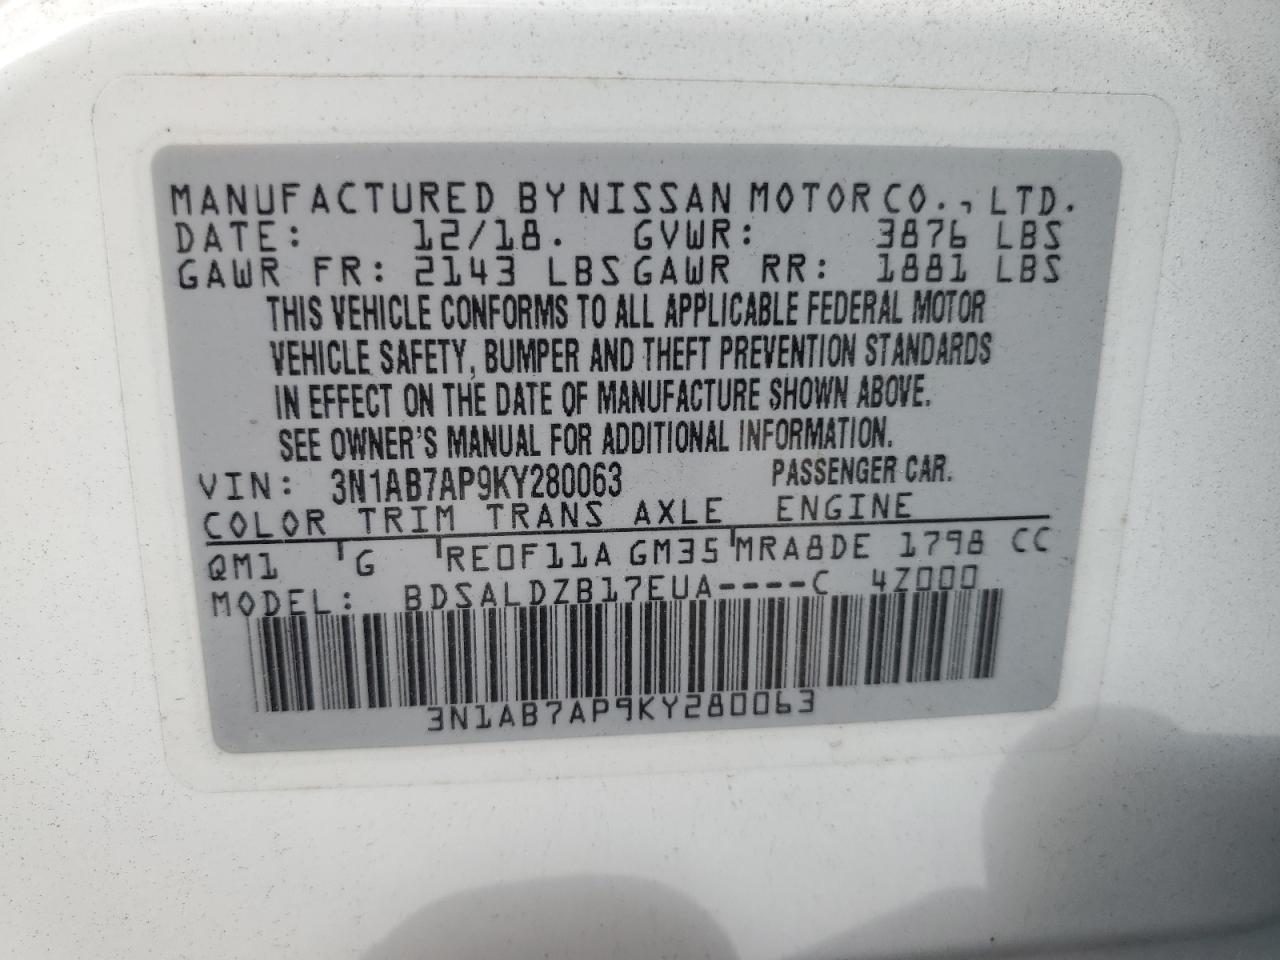 MANUFACTURED BY NISSAN MOTOR CO., LTD.
DATE: 12/18. GVWR: 3876 LBS
GAWR FR: 2143 LBS GAWR RR: 1881 LBS
THIS VEHICLE CONFORMS TO ALL APPLICABLE FEDERAL MOTOR
VEHICLE SAFETY, BUMPER AND THEFT PREVENTION STANDARDS
IN EFFECT ON THE DATE OF MANUFACTURE SHOWN ABOVE.
SEE OWNER'S MANUAL FOR ADDITIONAL INFORMATION.
VIN: 3N1AB7AP9KY280063 PASSENGER CAR.
COLOR TRIM TRANS AXLE ENGINE
QM1 G RE0F11A GM35 MRA8DE 1798 CC
MODEL: BDSALDZB17EUA----C 4Z000
3N1AB7AP9KY280063